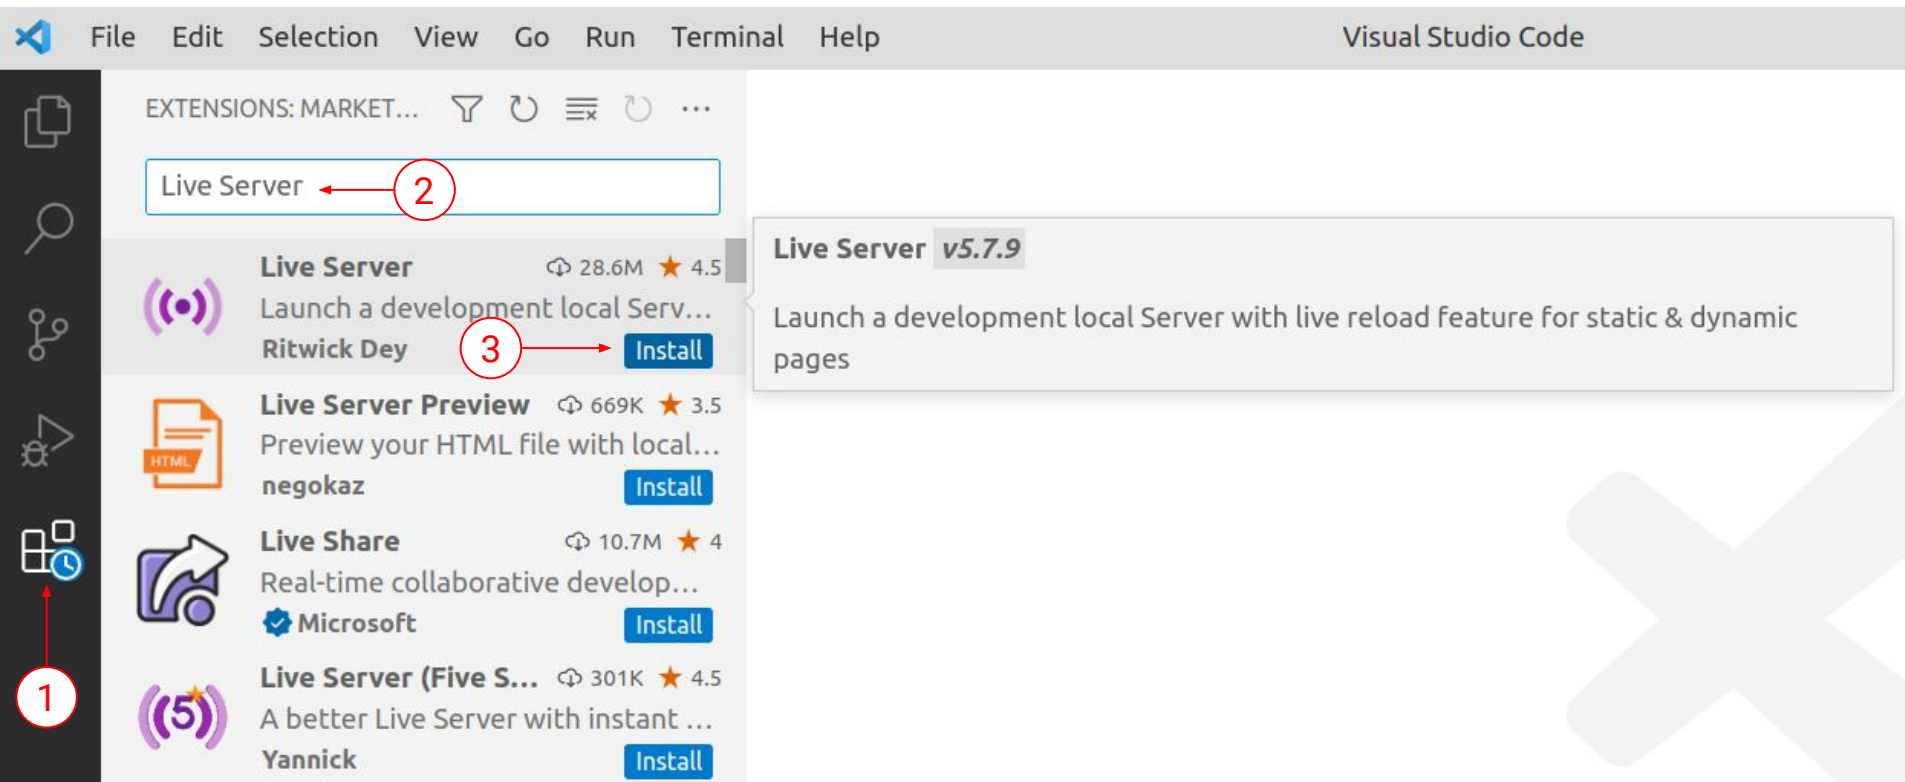 File Edit Selection View Go Run Terminal Help Visual Studio Code
EXTENSIONS: MARKET...
Live Server
2
Live Server 28.6M 4.5
Launch a development local Serv...
Ritwick Dey
3
Install
Live Server v5.7.9
Launch a development local Server with live reload feature for static & dynamic
pages
HTML
Live Server Preview 669K 3.5
Preview your HTML file with local...
negokaz Install
Live Share 10.7M 4
Real-time collaborative develop...
Microsoft Install
1
5
Live Server (Five S... 301K 4.5
A better Live Server with instant ...
Yannick Install